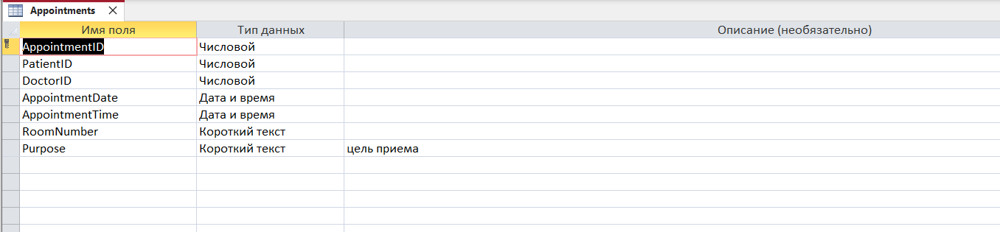 Appointments
Имя поля Тип данных Описание (необязательно)
AppointmentID Числовой
PatientID Числовой
DoctorID Числовой
AppointmentDate Дата и время
AppointmentTime Дата и время
RoomNumber Короткий текст
Purpose Короткий текст цель приема